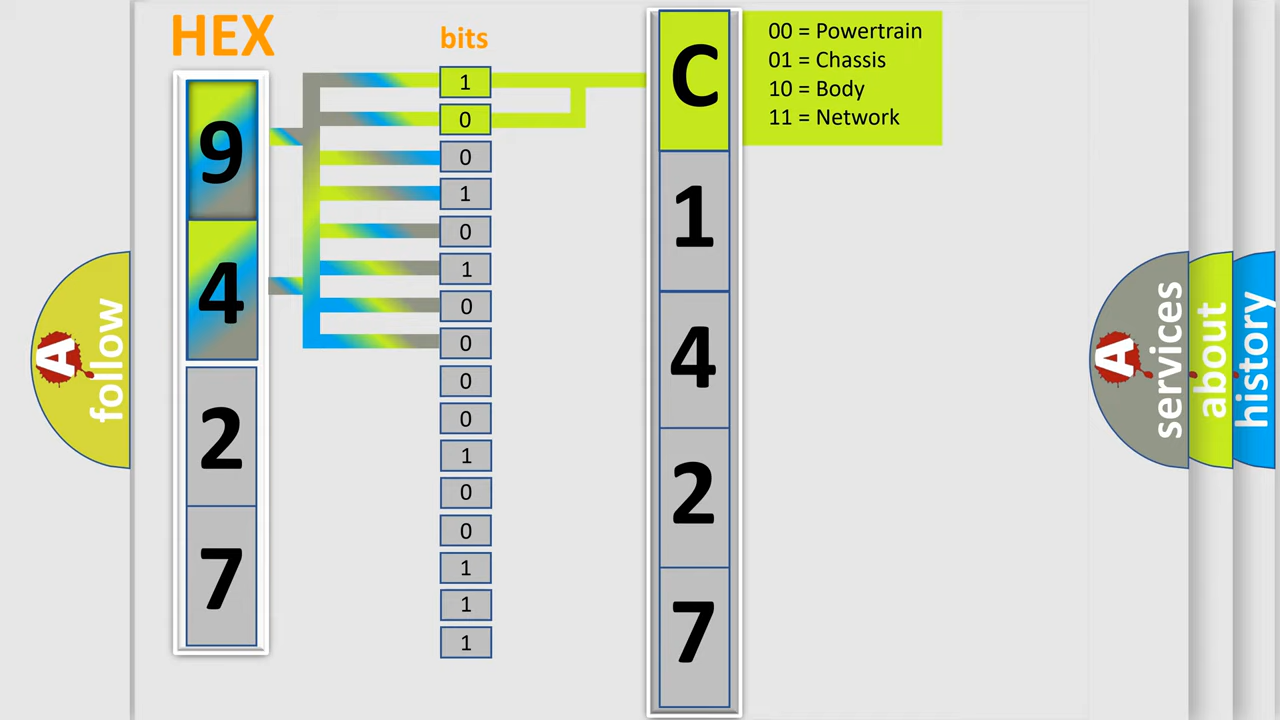 HEX
bits
9
4
2
7
1
0
0
1
0
1
0
0
0
0
1
0
0
1
1
1
C
1
4
2
7
00 = Powertrain
01 = Chassis
10 = Body
11 = Network
A
follow
A
services
about
history